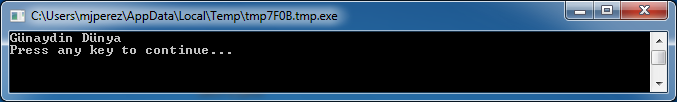 C:\Users\mjperez\AppData\Local\Temp\tmp7F0B.tmp.exe
Günaydin Dünya
Press any key to continue...